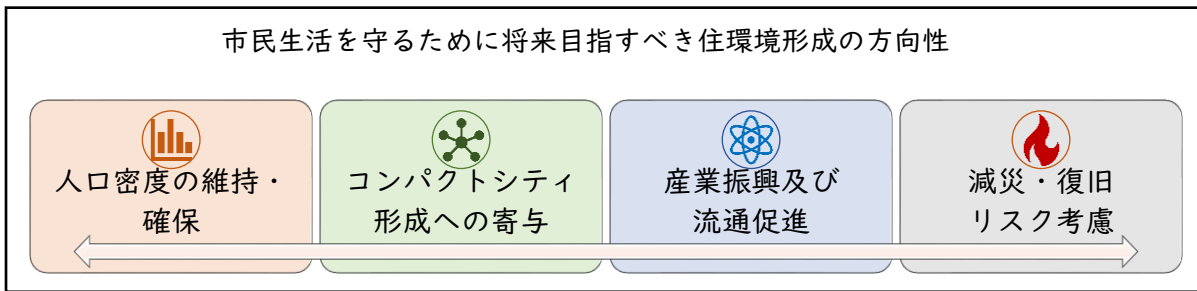 市民生活を守るために将来目指すべき住環境形成の方向性
人口密度の維持・
確保
コンパクトシティ
形成への寄与
産業振興及び
流通促進
減災・復旧
リスク考慮